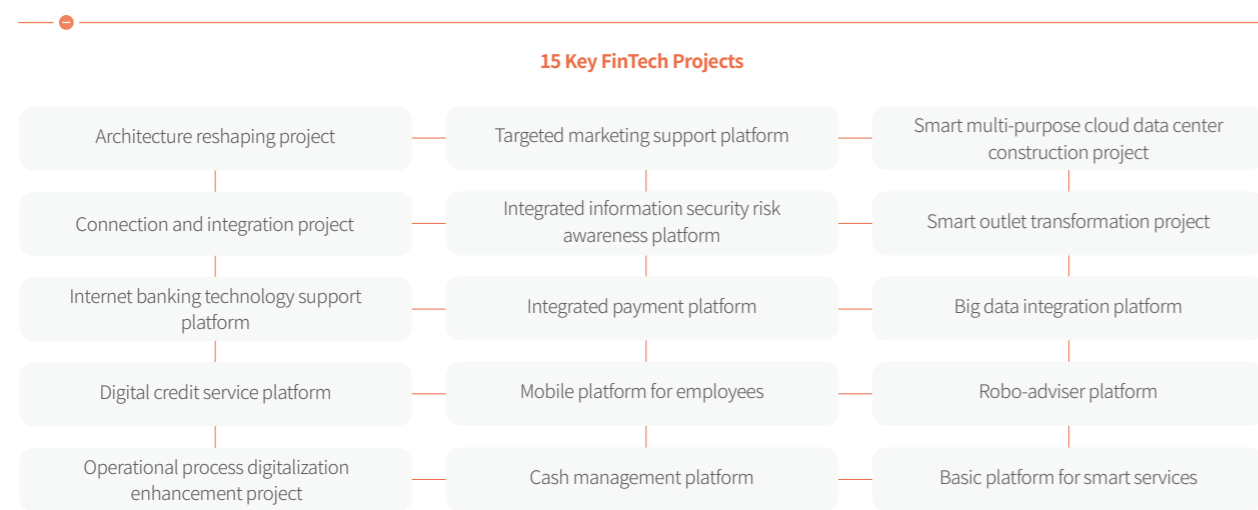 15 Key FinTech Projects
Architecture reshaping project
Targeted marketing support platform
Smart multi-purpose cloud data center
construction project
Connection and integration project
Integrated information security risk
awareness platform
Smart outlet transformation project
Internet banking technology support
platform
Integrated payment platform
Big data integration platform
Digital credit service platform
Mobile platform for employees
Robo-adviser platform
Operational process digitalization
enhancement project
Cash management platform
Basic platform for smart services